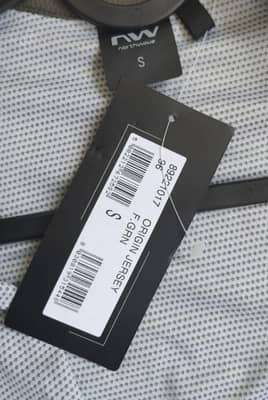 nw
northwave
S
89221017
96
ORIGIN JERSEY
F.GRN
S